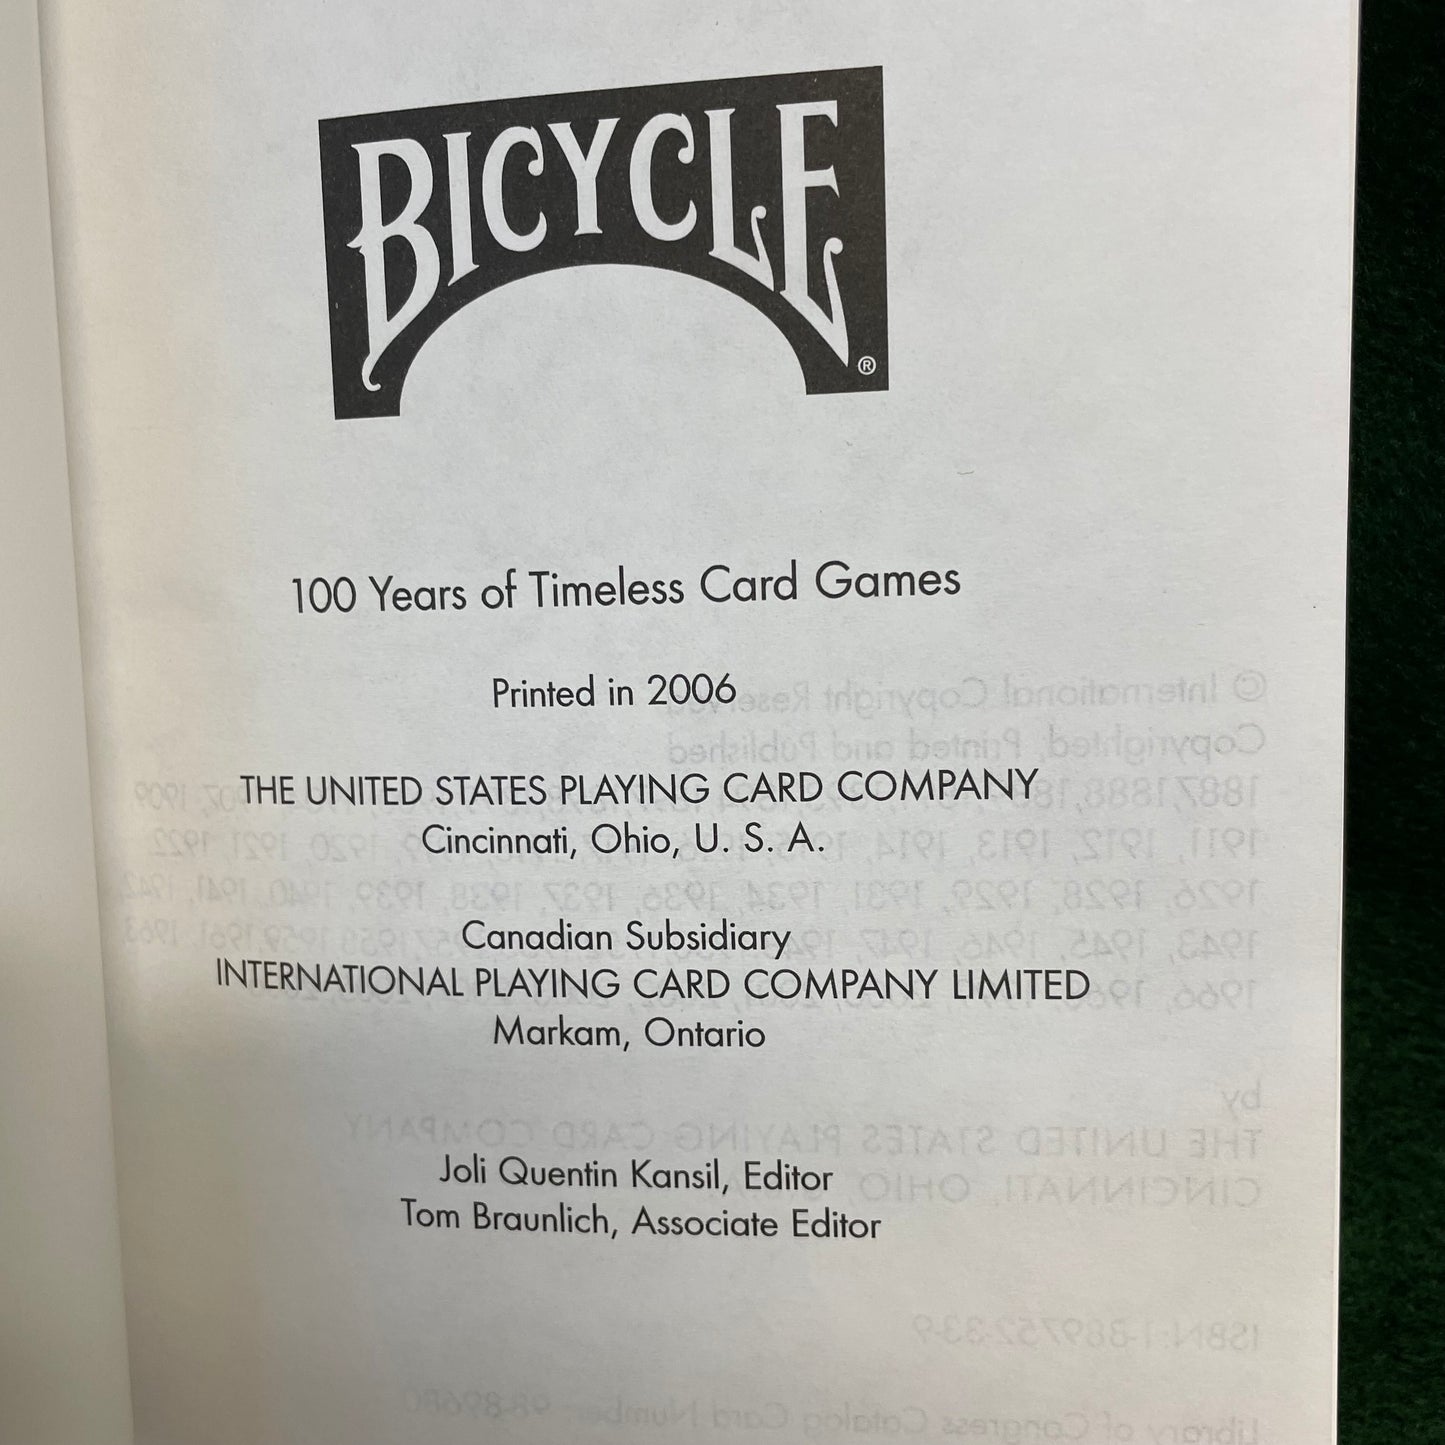 BICYCLE ®
100 Years of Timeless Card Games
Printed in 2006
THE UNITED STATES PLAYING CARD COMPANY
Cincinnati, Ohio, U. S. A.
Canadian Subsidiary
INTERNATIONAL PLAYING CARD COMPANY LIMITED
Markam, Ontario
Joli Quentin Kansil, Editor
Tom Braunlich, Associate Editor